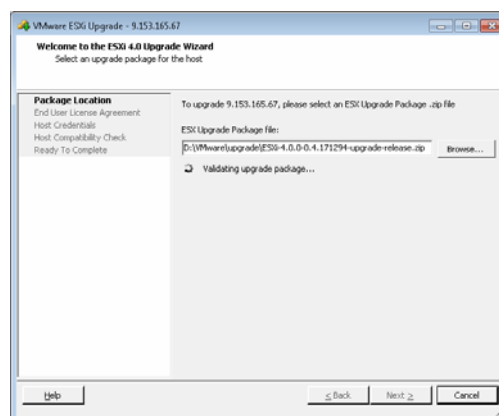 VMware ESXi Upgrade - 9.153.165.67
Welcome to the ESXi 4.0 Upgrade Wizard
Select an upgrade package for the host
Package Location
End User License Agreement
Host Credentials
Host Compatibility Check
Ready To Complete
To upgrade 9.153.165.67, please select an ESX Upgrade Package .zip file
ESX Upgrade Package file:
D:\VMware\upgrade\ESXi-4.0.0-0.4.171294-upgrade-release.zip
Browse...
Validating upgrade package...
Help
< Back
Next >
Cancel